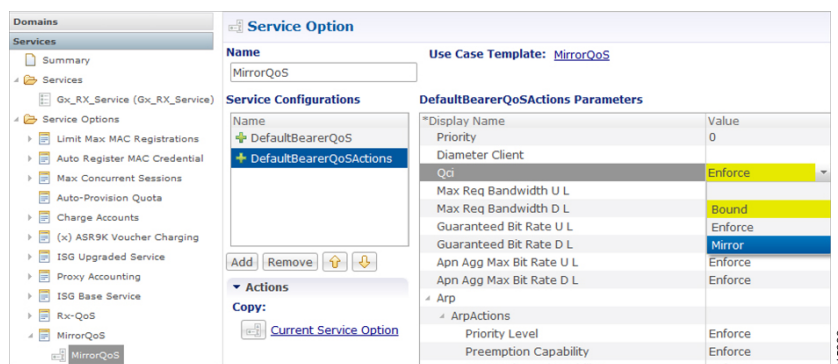 Domains
Services
Summary
Services
Gx_RX_Service (Gx_RX_Service)
Service Options
Limit Max MAC Registrations
Auto Register MAC Credential
Max Concurrent Sessions
Auto-Provision Quota
Charge Accounts
(x) ASR9K Voucher Charging
ISG Upgraded Service
Proxy Accounting
ISG Base Service
Rx-QoS
MirrorQoS
MirrorQoS
Service Option
Name
Use Case Template: MirrorQoS
MirrorQoS
Service Configurations
Name
DefaultBearerQoS
DefaultBearerQoSActions
Add Remove
Actions
Copy:
Current Service Option
DefaultBearerQoSActions Parameters
*Display Name Value
Priority 0
Diameter Client
Qci Enforce
Max Req Bandwidth U L
Max Req Bandwidth D L Bound
Guaranteed Bit Rate U L Enforce
Guaranteed Bit Rate D L Mirror
Apn Agg Max Bit Rate U L Enforce
Apn Agg Max Bit Rate D L Enforce
Arp
ArpActions
Priority Level Enforce
Preemption Capability Enforce